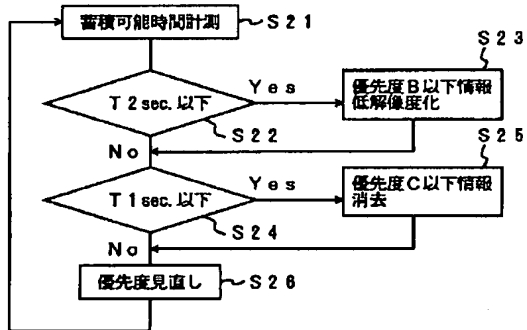 蓄積可能時間計測
S21
T2sec.以下
Yes
S22
No
優先度B以下情報
低解像度化
S23
T1sec.以下
Yes
S24
No
優先度C以下情報
消去
S25
優先度見直し
S26